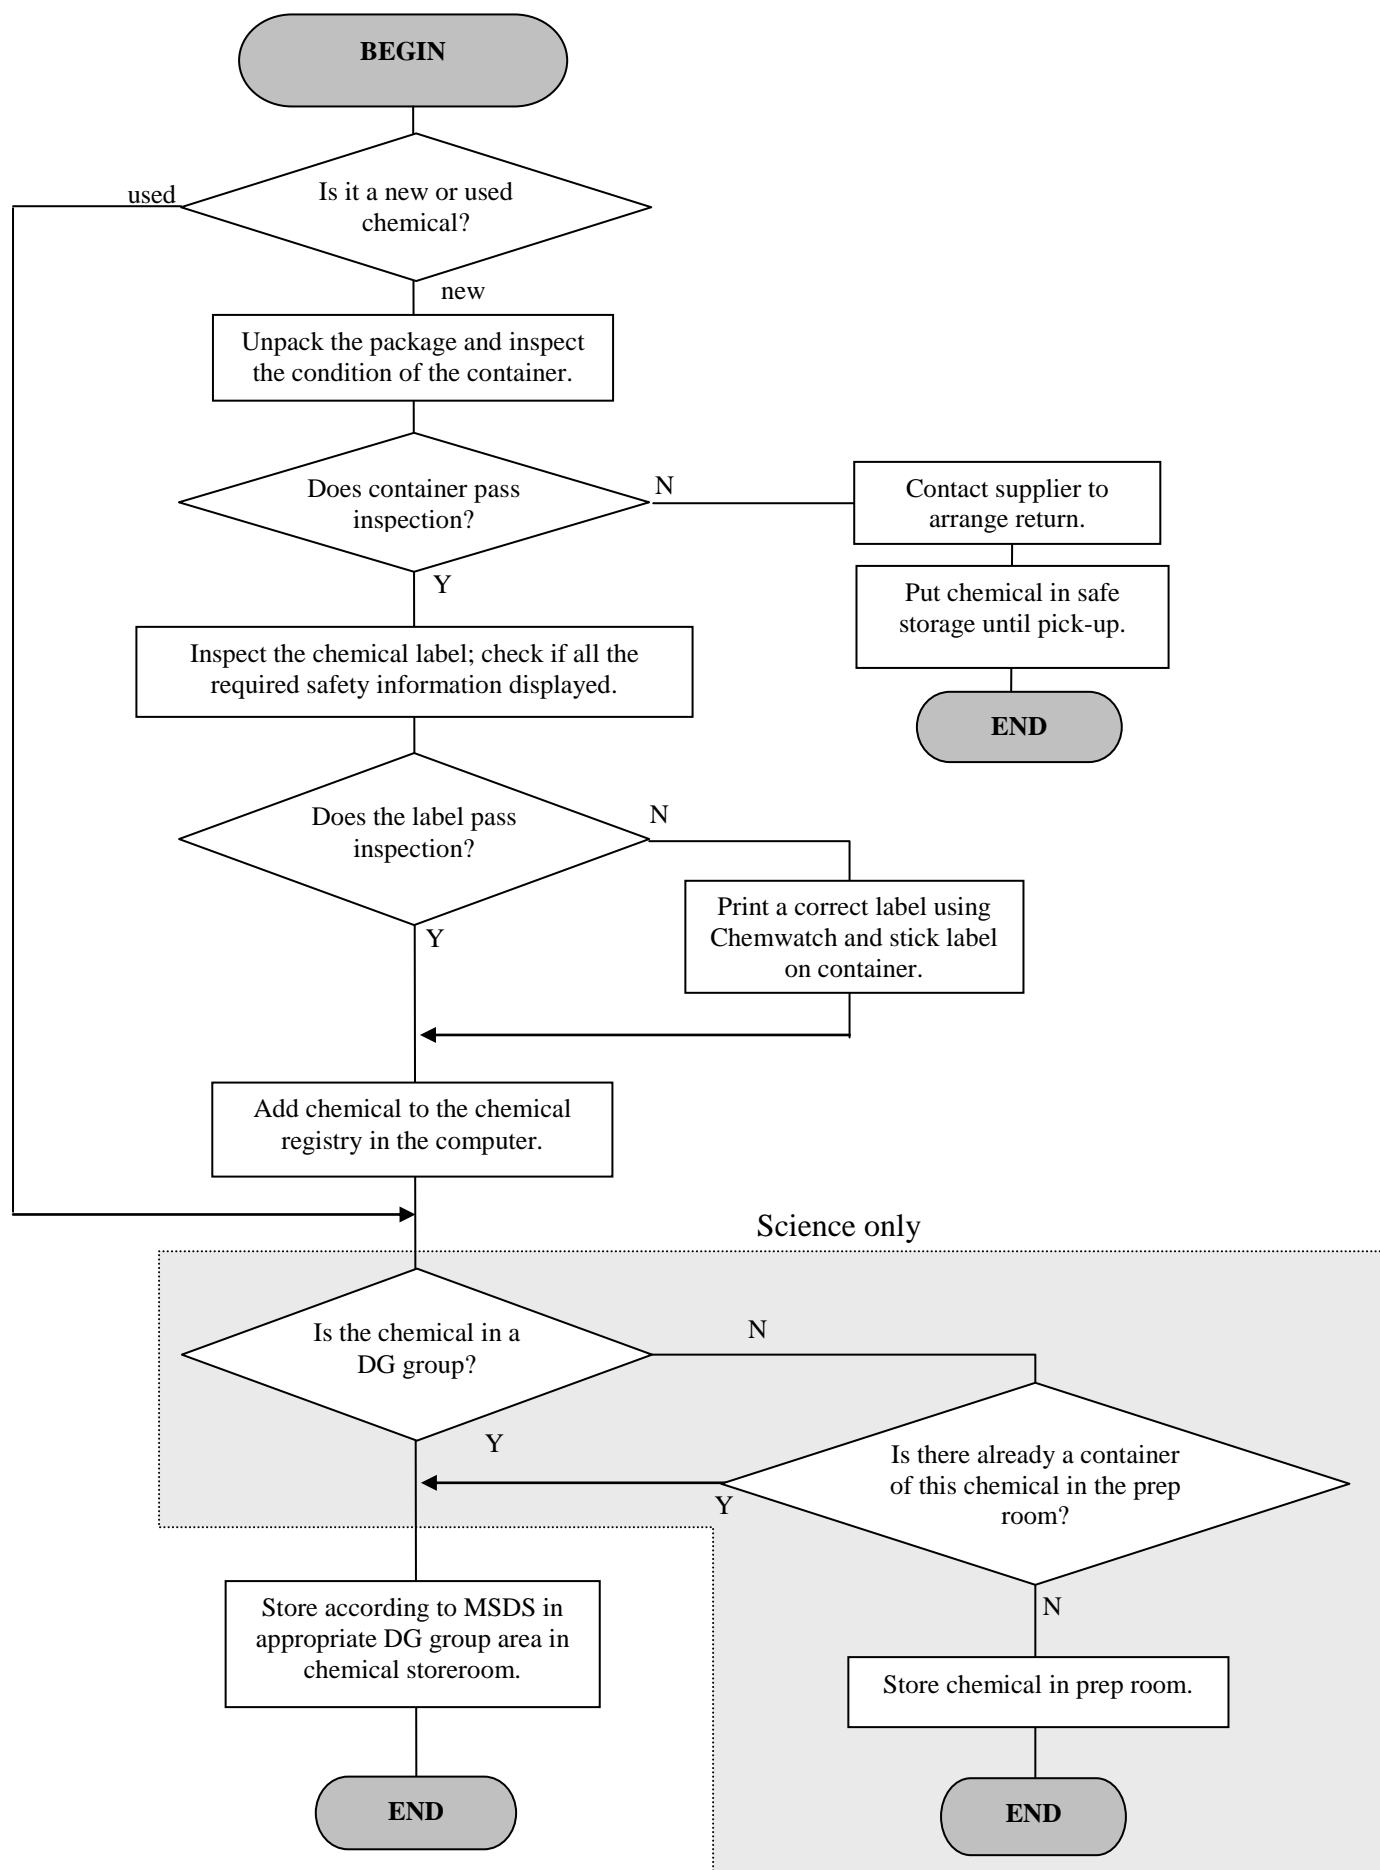 BEGIN
Is it a new or used
chemical?
used
new
Unpack the package and inspect
the condition of the container.
Does container pass
inspection?
N
Contact supplier to
arrange return.
Y
Put chemical in safe
storage until pick-up.
END
Inspect the chemical label; check if all the
required safety information displayed.
Does the label pass
inspection?
N
Y
Print a correct label using
Chemwatch and stick label
on container.
Add chemical to the chemical
registry in the computer.
Science only
Is the chemical in a
DG group?
N
Y
Is there already a container
of this chemical in the prep
room?
Y
N
Store according to MSDS in
appropriate DG group area in
chemical storeroom.
Store chemical in prep room.
END
END